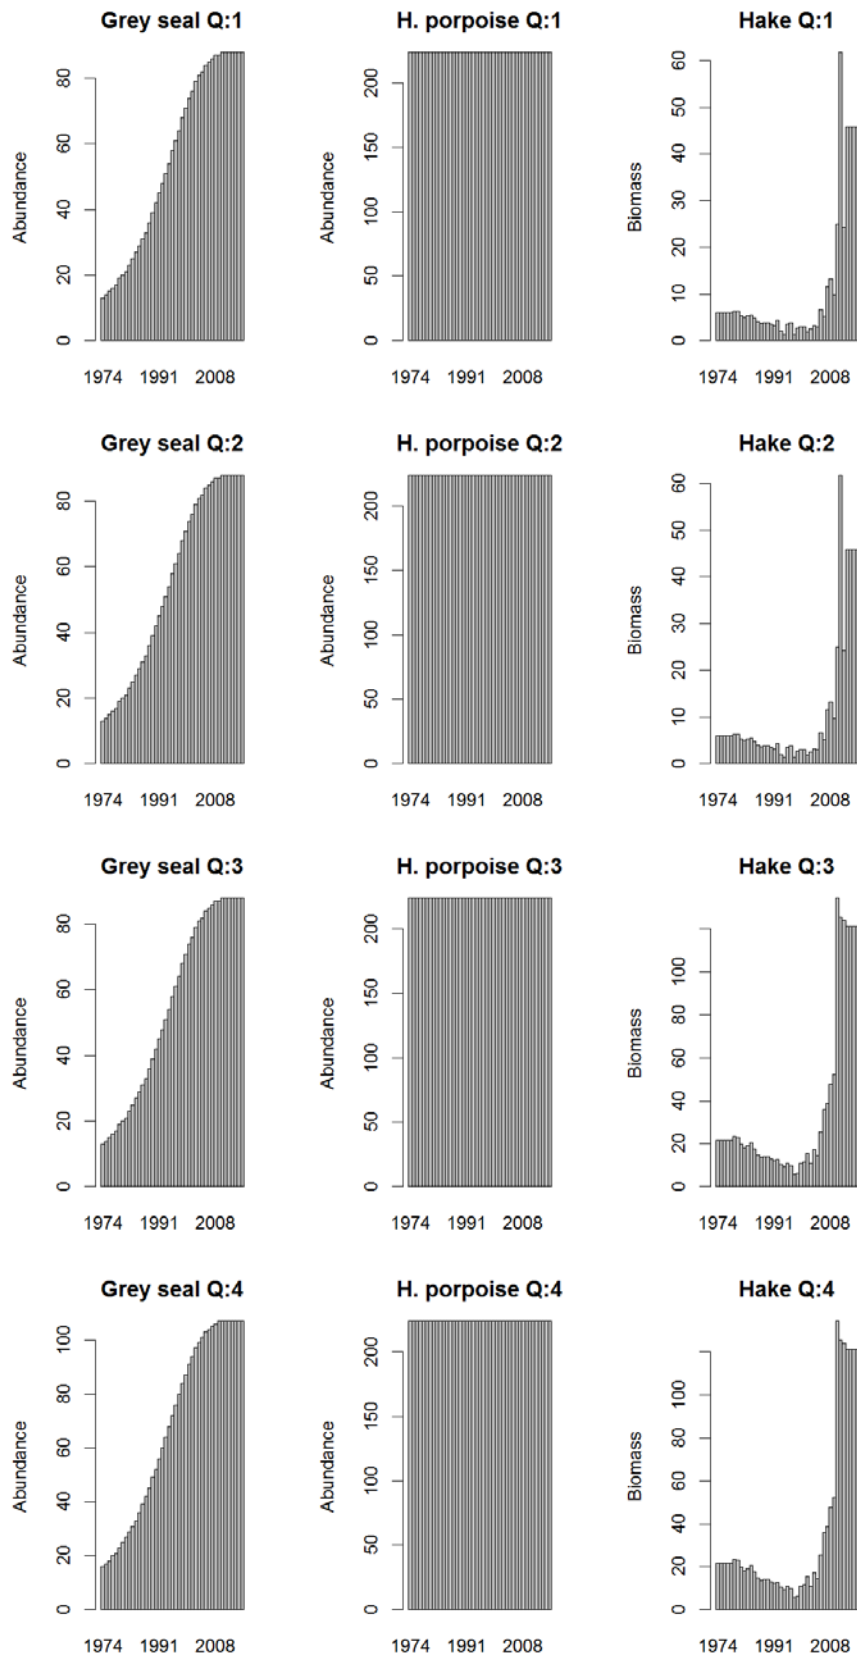 Grey seal Q:1
Abundance
0 20 40 60 80
1974 1991 2008
H. porpoise Q:1
Abundance
0 50 100 150 200
1974 1991 2008
Hake Q:1
Biomass
0 10 20 30 40 50 60
1974 1991 2008
Grey seal Q:2
Abundance
0 20 40 60 80
1974 1991 2008
H. porpoise Q:2
Abundance
0 50 100 150 200
1974 1991 2008
Hake Q:2
Biomass
0 10 20 30 40 50 60
1974 1991 2008
Grey seal Q:3
Abundance
0 20 40 60 80
1974 1991 2008
H. porpoise Q:3
Abundance
0 50 100 150 200
1974 1991 2008
Hake Q:3
Biomass
0 20 40 60 80 100
1974 1991 2008
Grey seal Q:4
Abundance
0 20 40 60 80 100
1974 1991 2008
H. porpoise Q:4
Abundance
0 50 100 150 200
1974 1991 2008
Hake Q:4
Biomass
0 20 40 60 80 100
1974 1991 2008